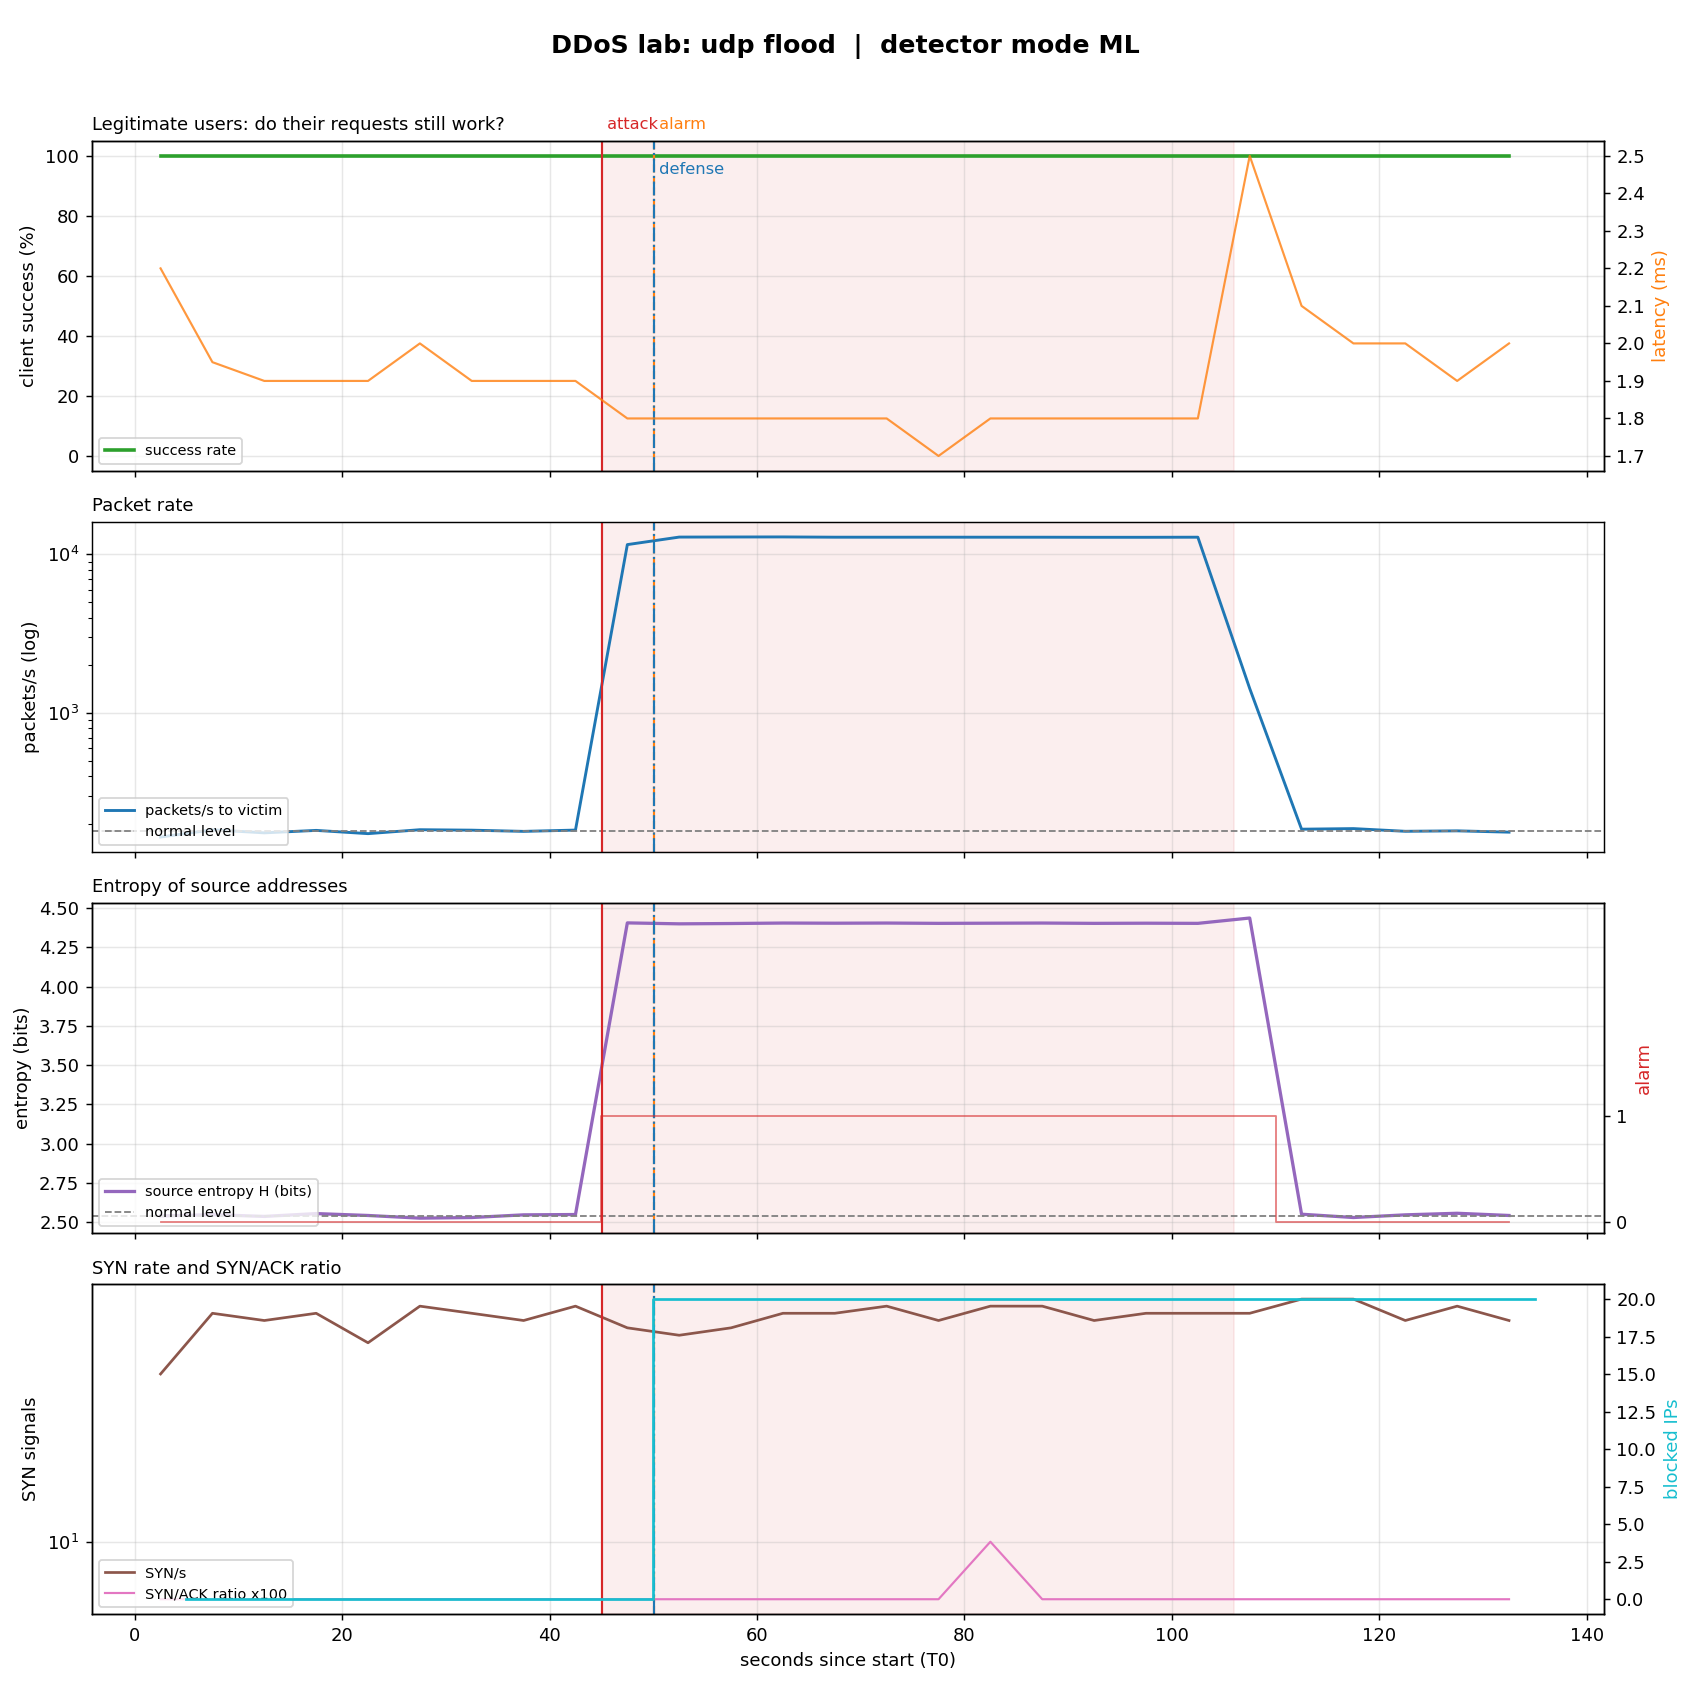 DDoS lab: udp flood  |  detector mode ML
Legitimate users: do their requests still work?
attack
alarm
defense
100
80
60
40
20
0
client success (%)
2.5
2.4
2.3
2.2
2.1
2.0
1.9
1.8
1.7
latency (ms)
success rate
Packet rate
10^4
10^3
packets/s (log)
packets/s to victim
normal level
Entropy of source addresses
4.50
4.25
4.00
3.75
3.50
3.25
3.00
2.75
2.50
entropy (bits)
1
0
alarm
source entropy H (bits)
normal level
SYN rate and SYN/ACK ratio
10^1
SYN signals
20.0
17.5
15.0
12.5
10.0
7.5
5.0
2.5
0.0
blocked IPs
SYN/s
SYN/ACK ratio x100
0
20
40
60
80
100
120
140
seconds since start (T0)